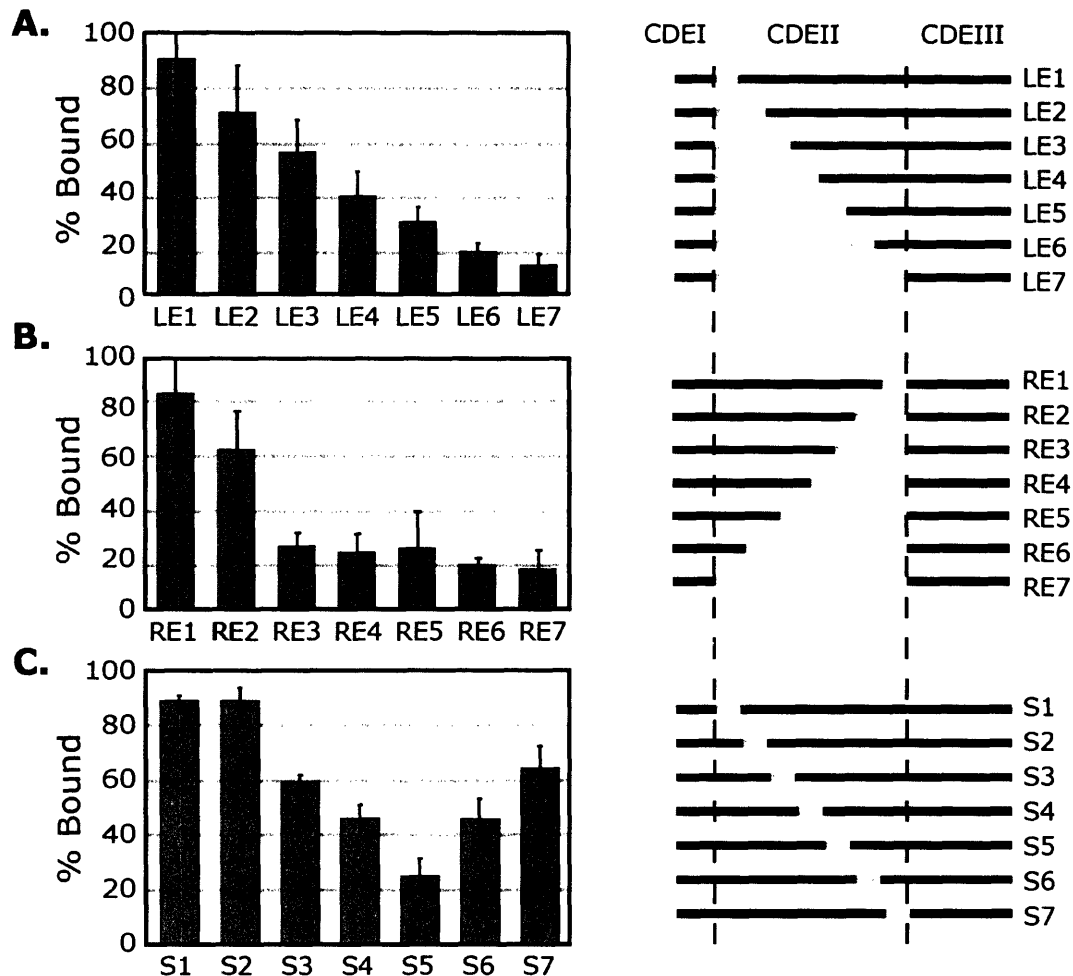 A.
% Bound
100
80
60
40
20
0
LE1 LE2 LE3 LE4 LE5 LE6 LE7
CDEI CDEII CDEIII
LE1
LE2
LE3
LE4
LE5
LE6
LE7
B.
% Bound
100
80
60
40
20
0
RE1 RE2 RE3 RE4 RE5 RE6 RE7
RE1
RE2
RE3
RE4
RE5
RE6
RE7
C.
% Bound
100
80
60
40
20
0
S1 S2 S3 S4 S5 S6 S7
S1
S2
S3
S4
S5
S6
S7